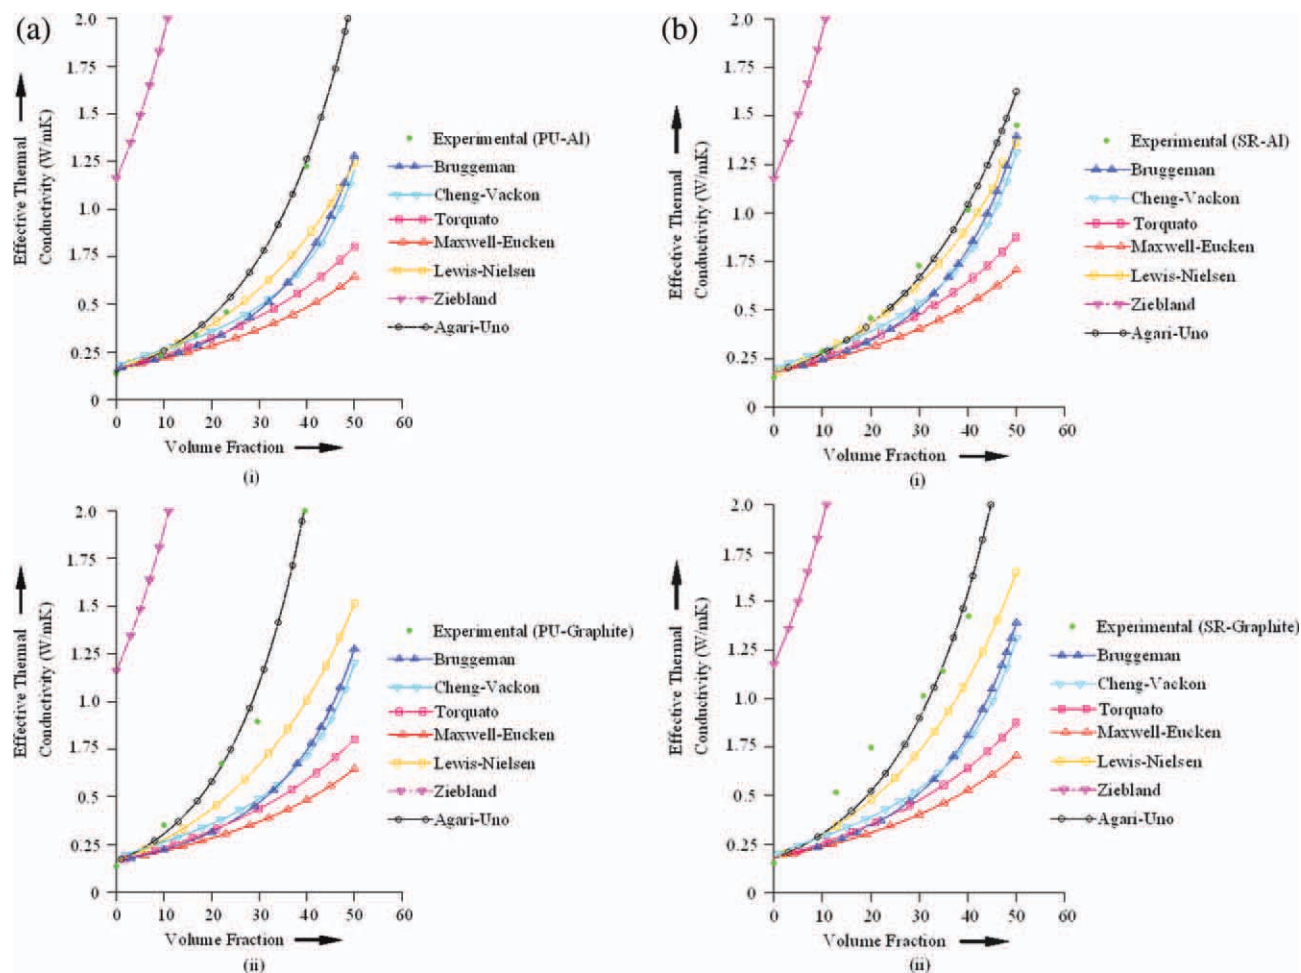 (a)
Effective Thermal
Conductivity (W/mK)
2.0
1.75
1.5
1.25
1.0
0.75
0.5
0.25
0
0 10 20 30 40 50 60
Volume Fraction
(i)
Experimental (PU-Al)
Bruggeman
Cheng-Vackon
Torquato
Maxwell-Eucken
Lewis-Nielsen
Ziebland
Agari-Uno
(b)
Effective Thermal
Conductivity (W/mK)
2.0
1.75
1.5
1.25
1.0
0.75
0.5
0.25
0
0 10 20 30 40 50 60
Volume Fraction
(i)
Experimental (SR-Al)
Bruggeman
Cheng-Vackon
Torquato
Maxwell-Eucken
Lewis-Nielsen
Ziebland
Agari-Uno
Effective Thermal
Conductivity (W/mK)
2.0
1.75
1.5
1.25
1.0
0.75
0.5
0.25
0
0 10 20 30 40 50 60
Volume Fraction
(ii)
Experimental (PU-Graphite)
Bruggeman
Cheng-Vackon
Torquato
Maxwell-Eucken
Lewis-Nielsen
Ziebland
Agari-Uno
Effective Thermal
Conductivity (W/mK)
2.0
1.75
1.5
1.25
1.0
0.75
0.5
0.25
0
0 10 20 30 40 50 60
Volume Fraction
(ii)
Experimental (SR-Graphite)
Bruggeman
Cheng-Vackon
Torquato
Maxwell-Eucken
Lewis-Nielsen
Ziebland
Agari-Uno